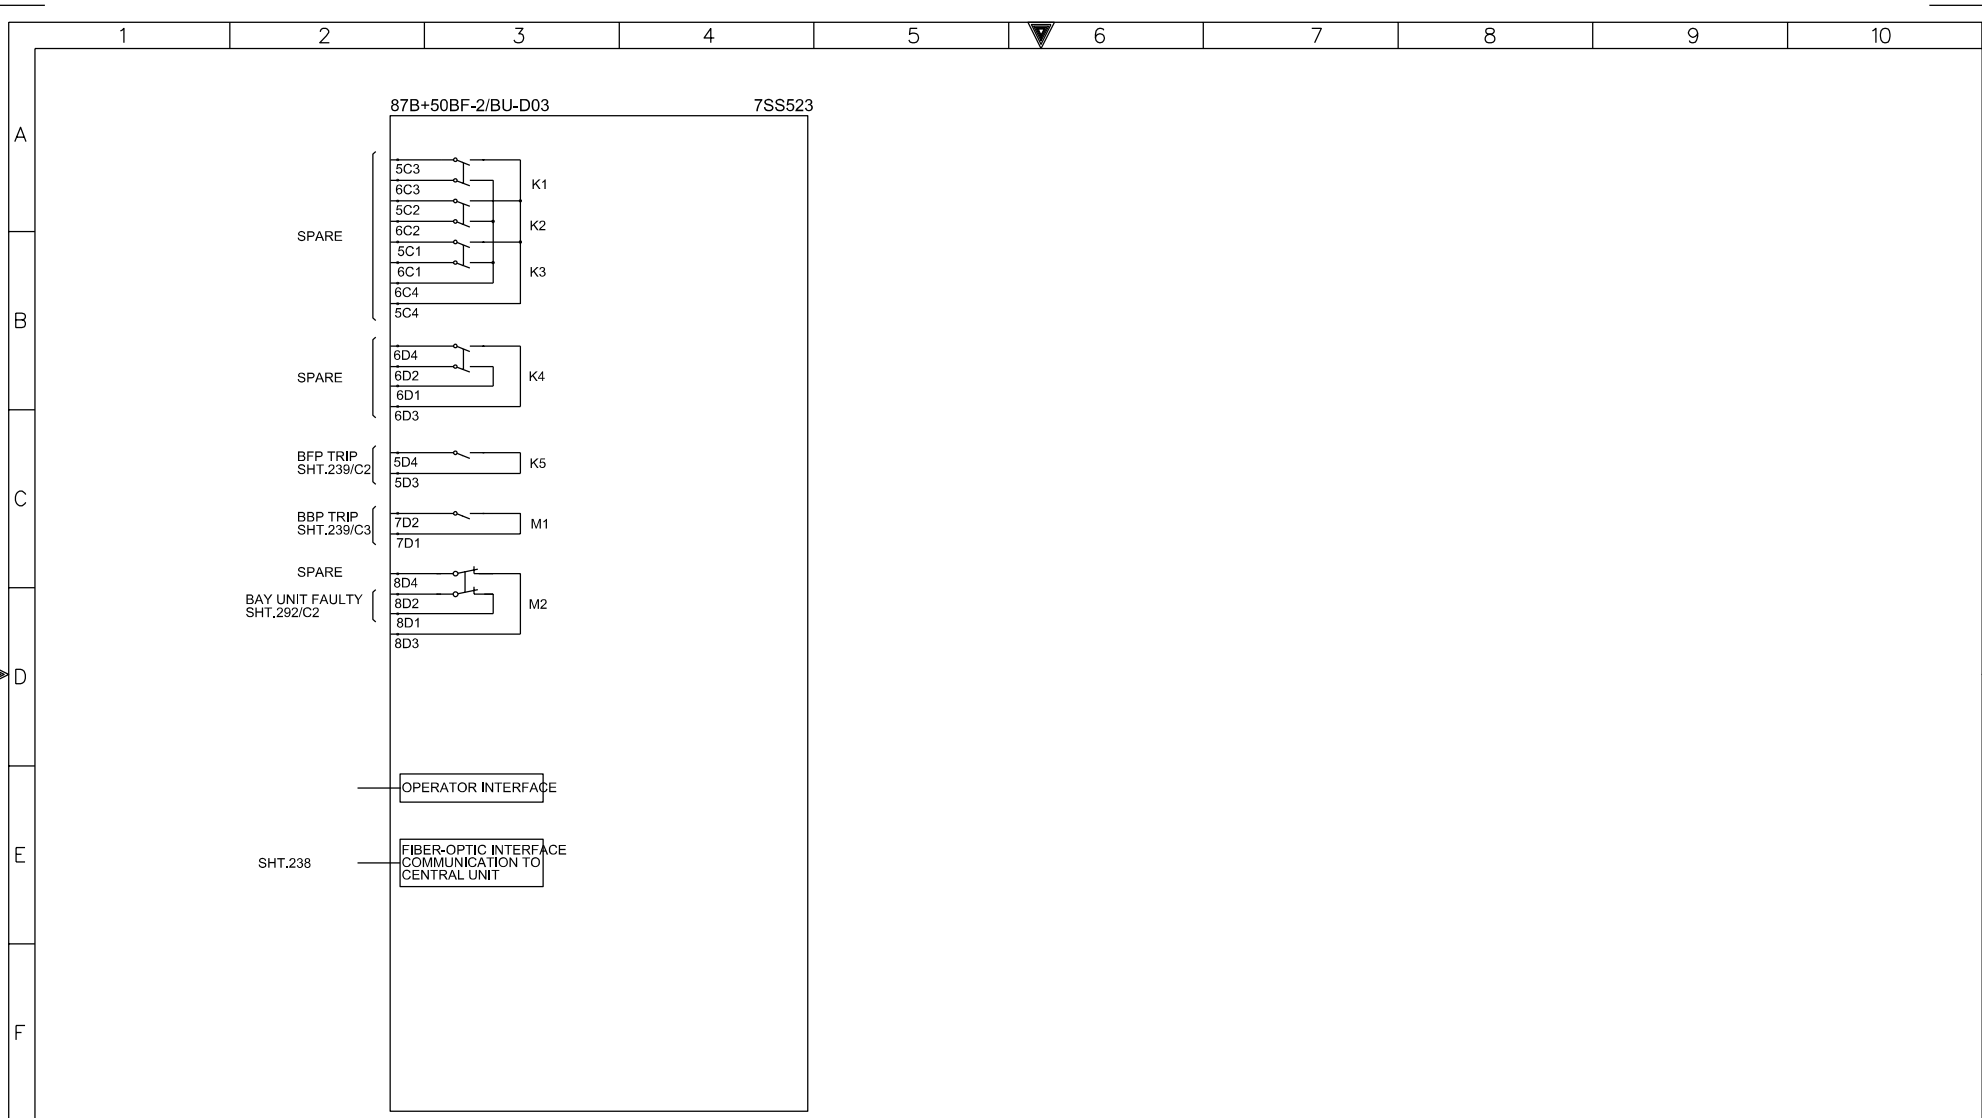 1 2 3 4 5 6 7 8 9 10
87B+50BF-2/BU-D03 7SS523
A
5C3
6C3 K1
5C2
6C2 K2
SPARE
5C1
6C1 K3
6C4
5C4
B
6D4
SPARE 6D2 K4
6D1
6D3
BFP TRIP
SHT.239/C2
5D4 K5
5D3
C
BBP TRIP
SHT.239/C3
7D2 M1
7D1
SPARE
8D4
BAY UNIT FAULTY
SHT.292/C2
8D2 M2
8D1
8D3
D
OPERATOR INTERFACE
E
SHT.238
FIBER-OPTIC INTERFACE
COMMUNICATION TO
CENTRAL UNIT
F